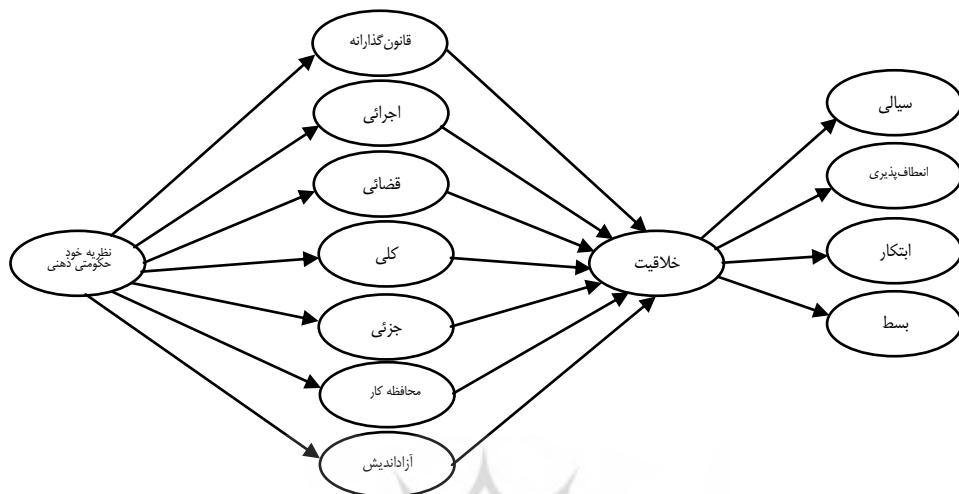 نظریه خودِ
حکومتی ذهنی
قانون‌گذارانه
اجرائی
قضائی
کلی
جزئی
محافظه کار
آزاداندیش
خلاقیت
سیالی
انعطاف‌پذیری
ابتکار
بسط